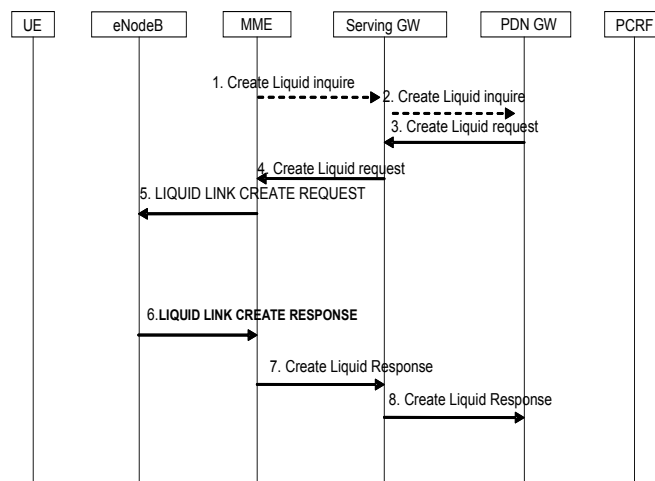 UE
eNodeB
MME
Serving GW
PDN GW
PCRF
1. Create Liquid inquire
2. Create Liquid inquire
3. Create Liquid request
4. Create Liquid request
5. LIQUID LINK CREATE REQUEST
6.LIQUID LINK CREATE RESPONSE
7. Create Liquid Response
8. Create Liquid Response